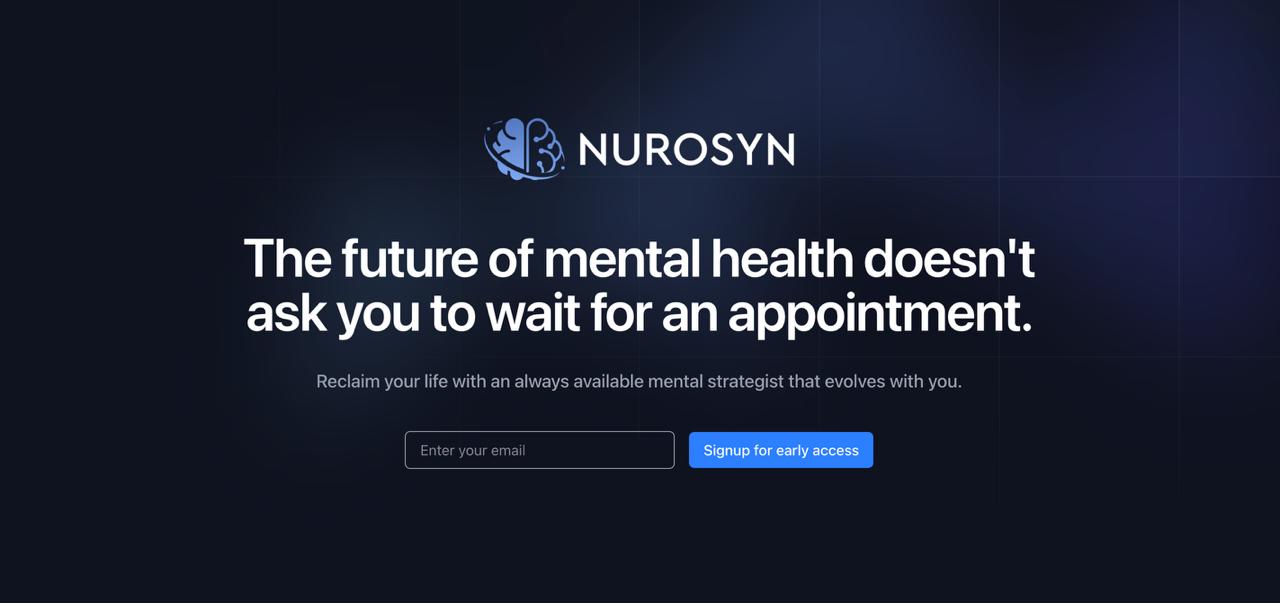 NUROSYN
The future of mental health doesn't
ask you to wait for an appointment.
Reclaim your life with an always available mental strategist that evolves with you.
Enter your email
Signup for early access